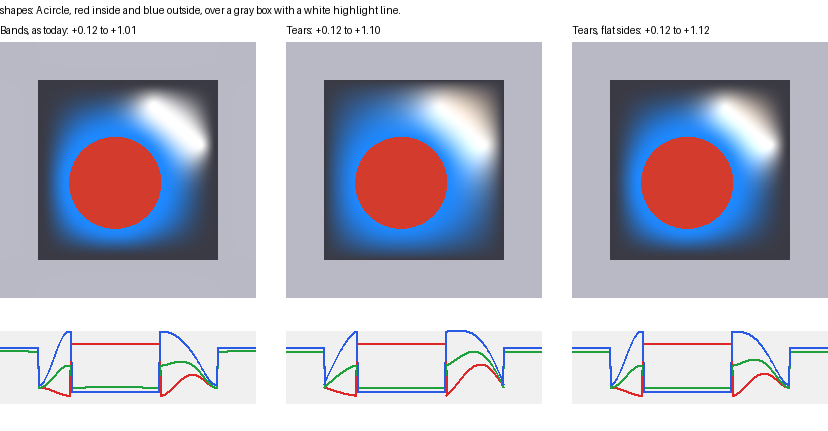 shapes: A circle, red inside and blue outside, over a gray box with a white highlight line.
Bands, as today: +0.12 to +1.01
Tears: +0.12 to +1.10
Tears, flat sides: +0.12 to +1.12